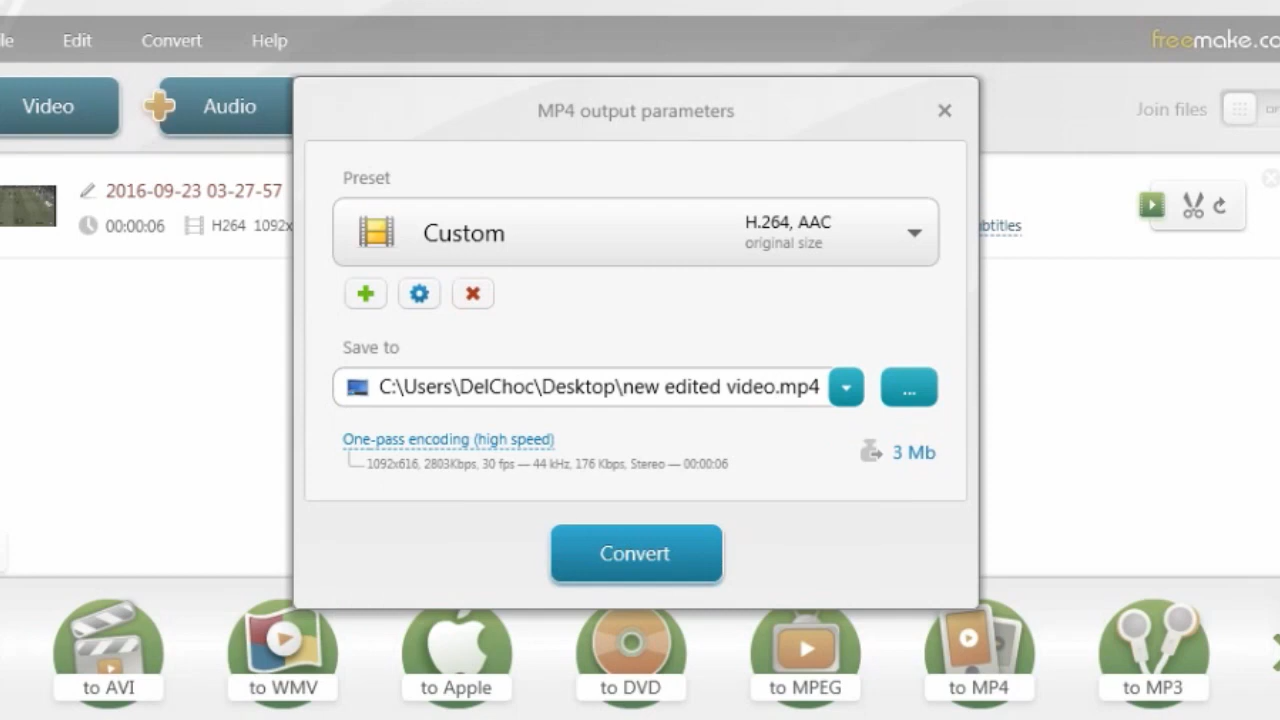 le Edit Convert Help freemake.co
Video Audio Join files
MP4 output parameters
Preset
2016-09-23 03-27-57
Custom H.264, AAC
original size
00:00:06 H264 1092x
btitles
Save to
C:\Users\DelChoc\Desktop\new edited video.mp4 ...
One-pass encoding (high speed)
1092x616, 2803Kbps, 30 fps — 44 kHz, 176 Kbps, Stereo — 00:00:06
3 Mb
Convert
to AVI to WMV to Apple to DVD to MPEG to MP4 to MP3